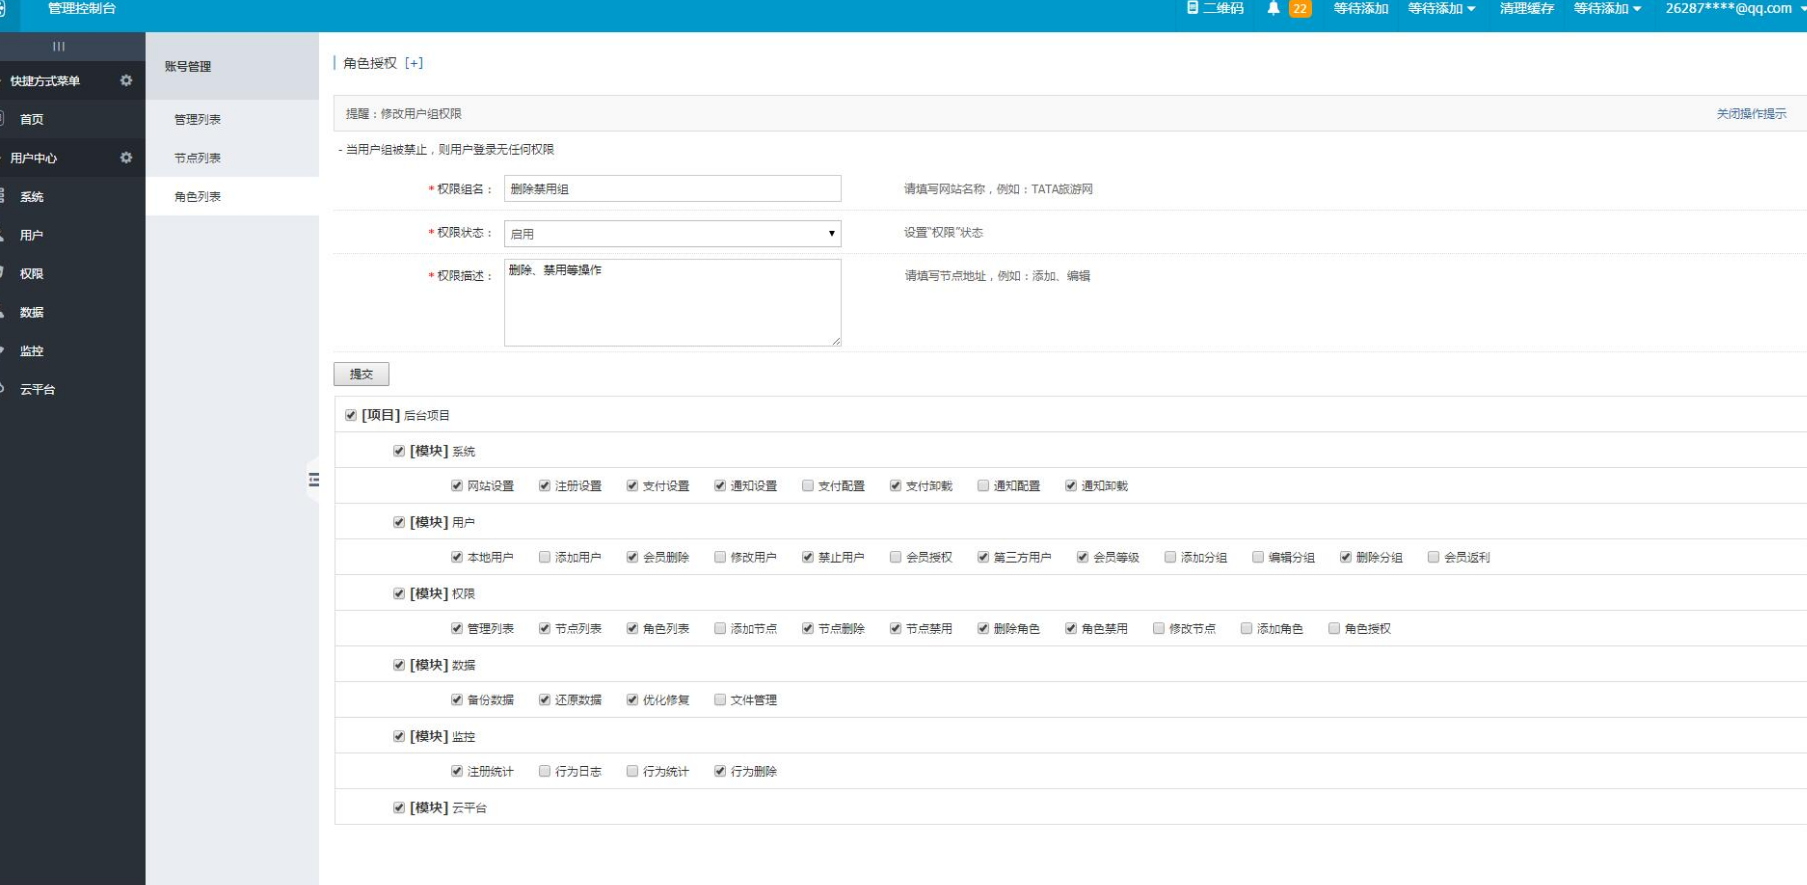 管理控制台 二维码 22 等待添加 等待添加 清理缓存 等待添加 26287****@qq.com
快捷方式菜单
首页
用户中心
系统
用户
权限
数据
监控
云平台
账号管理
管理列表
节点列表
角色列表
角色授权 [+]
提醒：修改用户组权限 关闭操作提示
- 当用户组被禁止，则用户登录无任何权限
*权限组名： 删除禁用组 请填写网站名称，例如：TATA旅游网
*权限状态： 启用 设置"权限"状态
*权限描述： 删除、禁用等操作 请填写节点地址，例如：添加、编辑
提交
[项目] 后台项目
[模块] 系统
网站设置 注册设置 支付设置 通知设置 支付配置 支付卸载 通知配置 通知卸载
[模块] 用户
本地用户 添加用户 会员删除 修改用户 禁止用户 会员授权 第三方用户 会员等级 添加分组 编辑分组 删除分组 会员返利
[模块] 权限
管理列表 节点列表 角色列表 添加节点 节点删除 节点禁用 删除角色 角色禁用 修改节点 添加角色 角色授权
[模块] 数据
备份数据 还原数据 优化修复 文件管理
[模块] 监控
注册统计 行为日志 行为统计 行为删除
[模块] 云平台